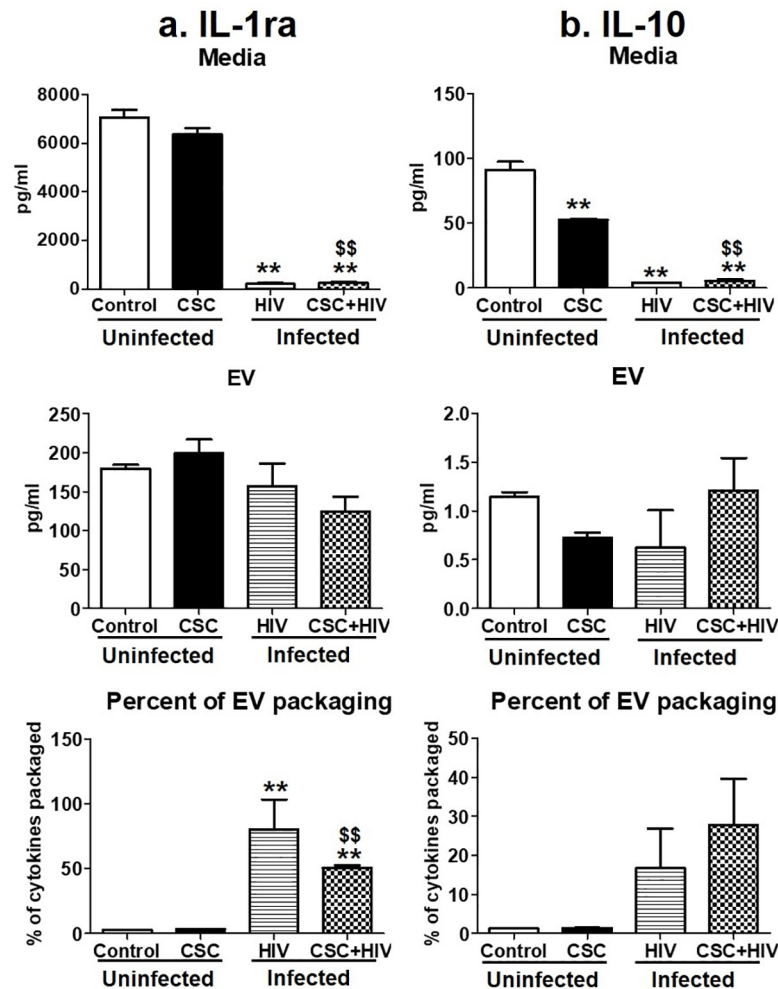 a. IL-1ra
Media
8000
6000
4000
2000
0
pg/ml
**
$$
**
Control CSC HIV CSC+HIV
Uninfected Infected
b. IL-10
Media
150
100
50
0
pg/ml
**
**
$$
**
Control CSC HIV CSC+HIV
Uninfected Infected
EV
250
200
150
100
50
0
pg/ml
Control CSC HIV CSC+HIV
Uninfected Infected
EV
2.0
1.5
1.0
0.5
0.0
pg/ml
Control CSC HIV CSC+HIV
Uninfected Infected
Percent of EV packaging
150
100
50
0
% of cytokines packaged
**
$$
**
Control CSC HIV CSC+HIV
Uninfected Infected
Percent of EV packaging
50
40
30
20
10
0
% of cytokines packaged
Control CSC HIV CSC+HIV
Uninfected Infected